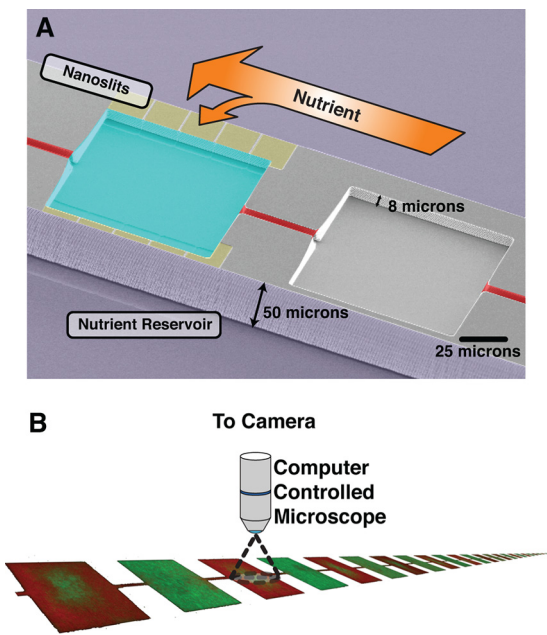 A
Nanoslits
Nutrient
8 microns
50 microns
Nutrient Reservoir
25 microns
B
To Camera
Computer
Controlled
Microscope